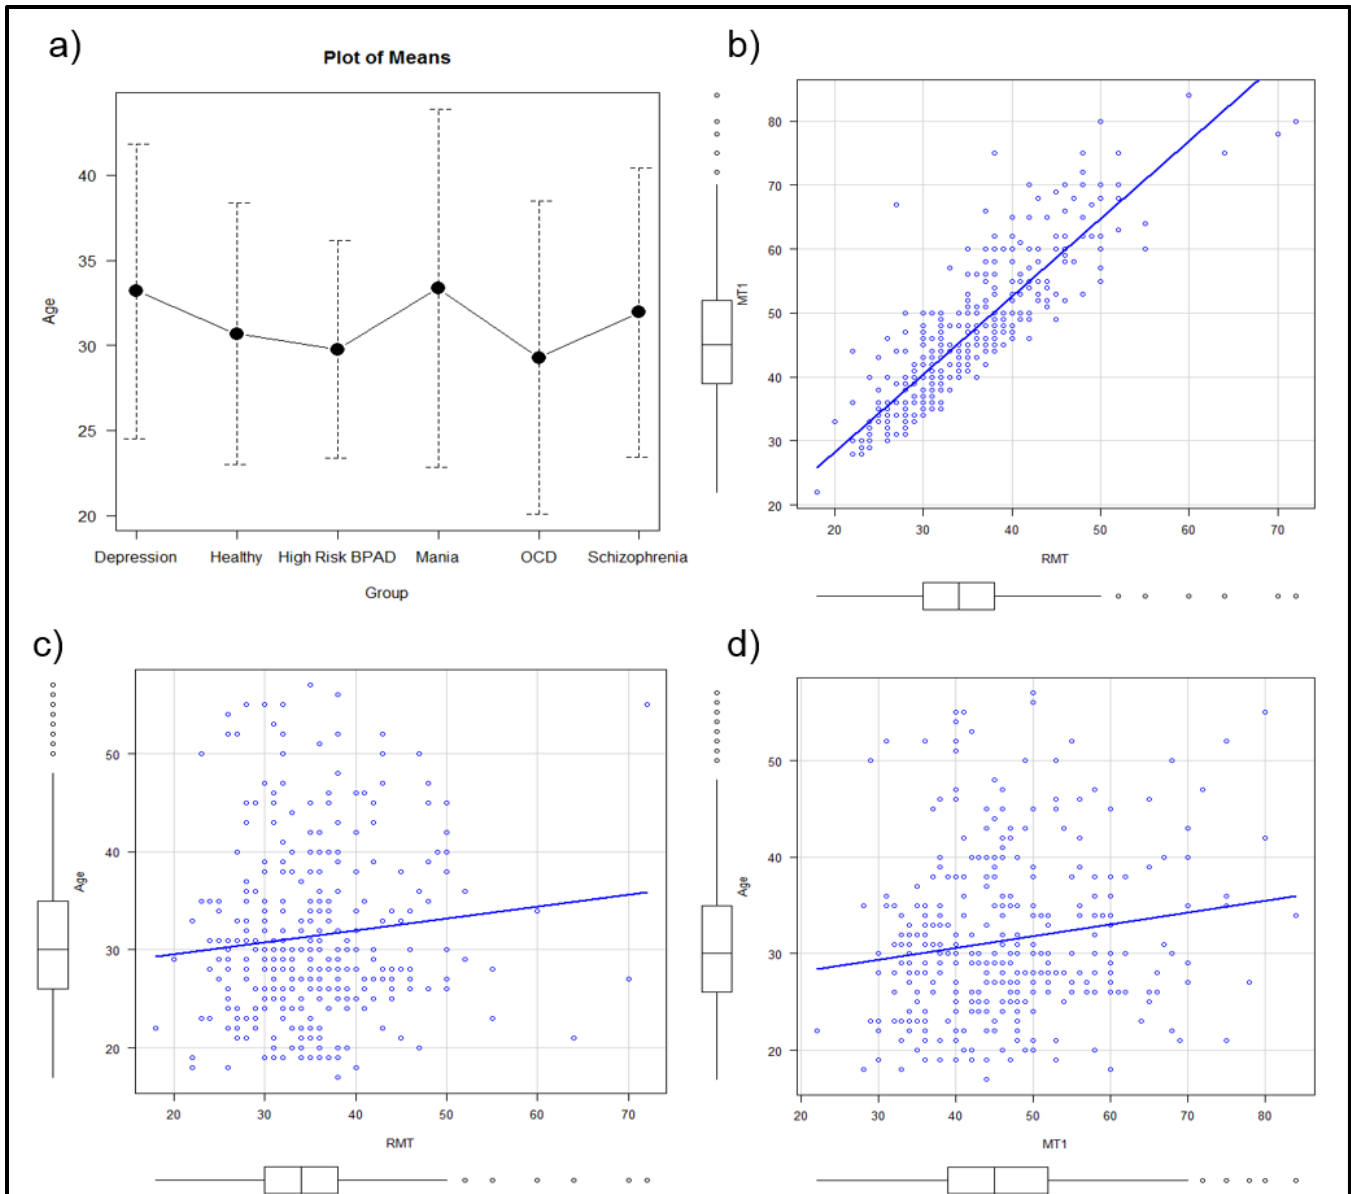 a)
Plot of Means
40
35
30
25
20
Age
Depression Healthy High Risk BPAD Mania OCD Schizophrenia
Group
b)
80
70
60
50
40
30
20
MT1
20 30 40 50 60 70
RMT
c)
50
40
30
20
Age
20 30 40 50 60 70
RMT
d)
50
40
30
20
Age
20 30 40 50 60 70 80
MT1